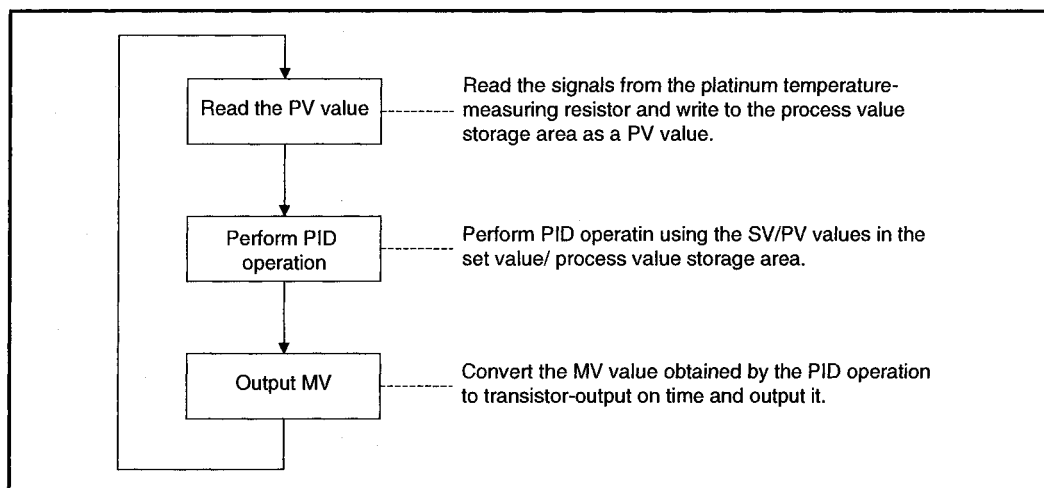 Read the PV value
Read the signals from the platinum temperature-
measuring resistor and write to the process value
storage area as a PV value.
Perform PID
operation
Perform PID operatin using the SV/PV values in the
set value/ process value storage area.
Output MV
Convert the MV value obtained by the PID operation
to transistor-output on time and output it.